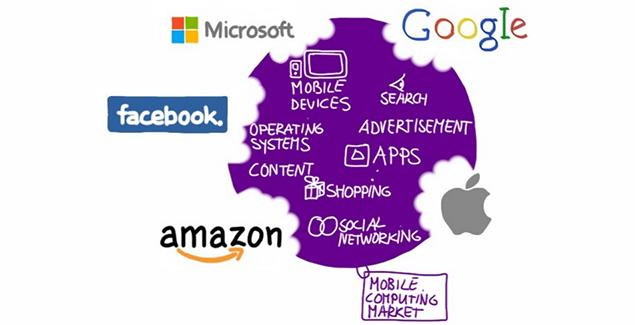 Microsoft
Google
MOBILE
DEVICES
SEARCH
facebook.
OPERATING
SYSTEMS
ADVERTISEMENT
APPS
CONTENT
SHOPPING
amazon
SOCIAL
NETWORKING
MOBILE
COMPUTING
MARKET